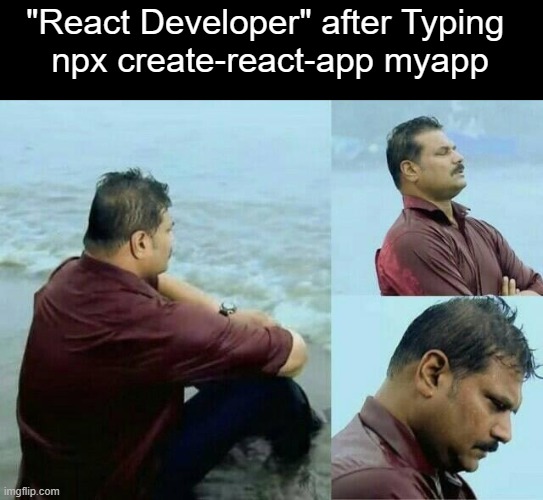 "React Developer" after Typing
npx create-react-app myapp
imgflip.com